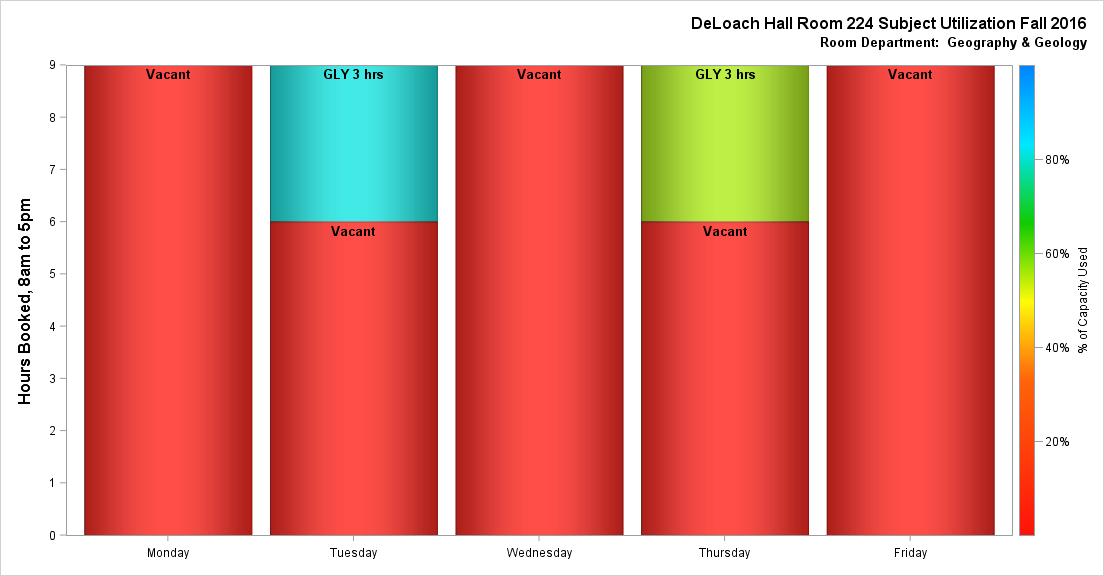 DeLoach Hall Room 224 Subject Utilization Fall 2016
Room Department: Geography & Geology
Hours Booked, 8am to 5pm
9
8
7
6
5
4
3
2
1
0
Vacant
GLY 3 hrs
Vacant
GLY 3 hrs
Vacant
Vacant
Vacant
Monday
Tuesday
Wednesday
Thursday
Friday
80%
60%
40%
20%
% of Capacity Used